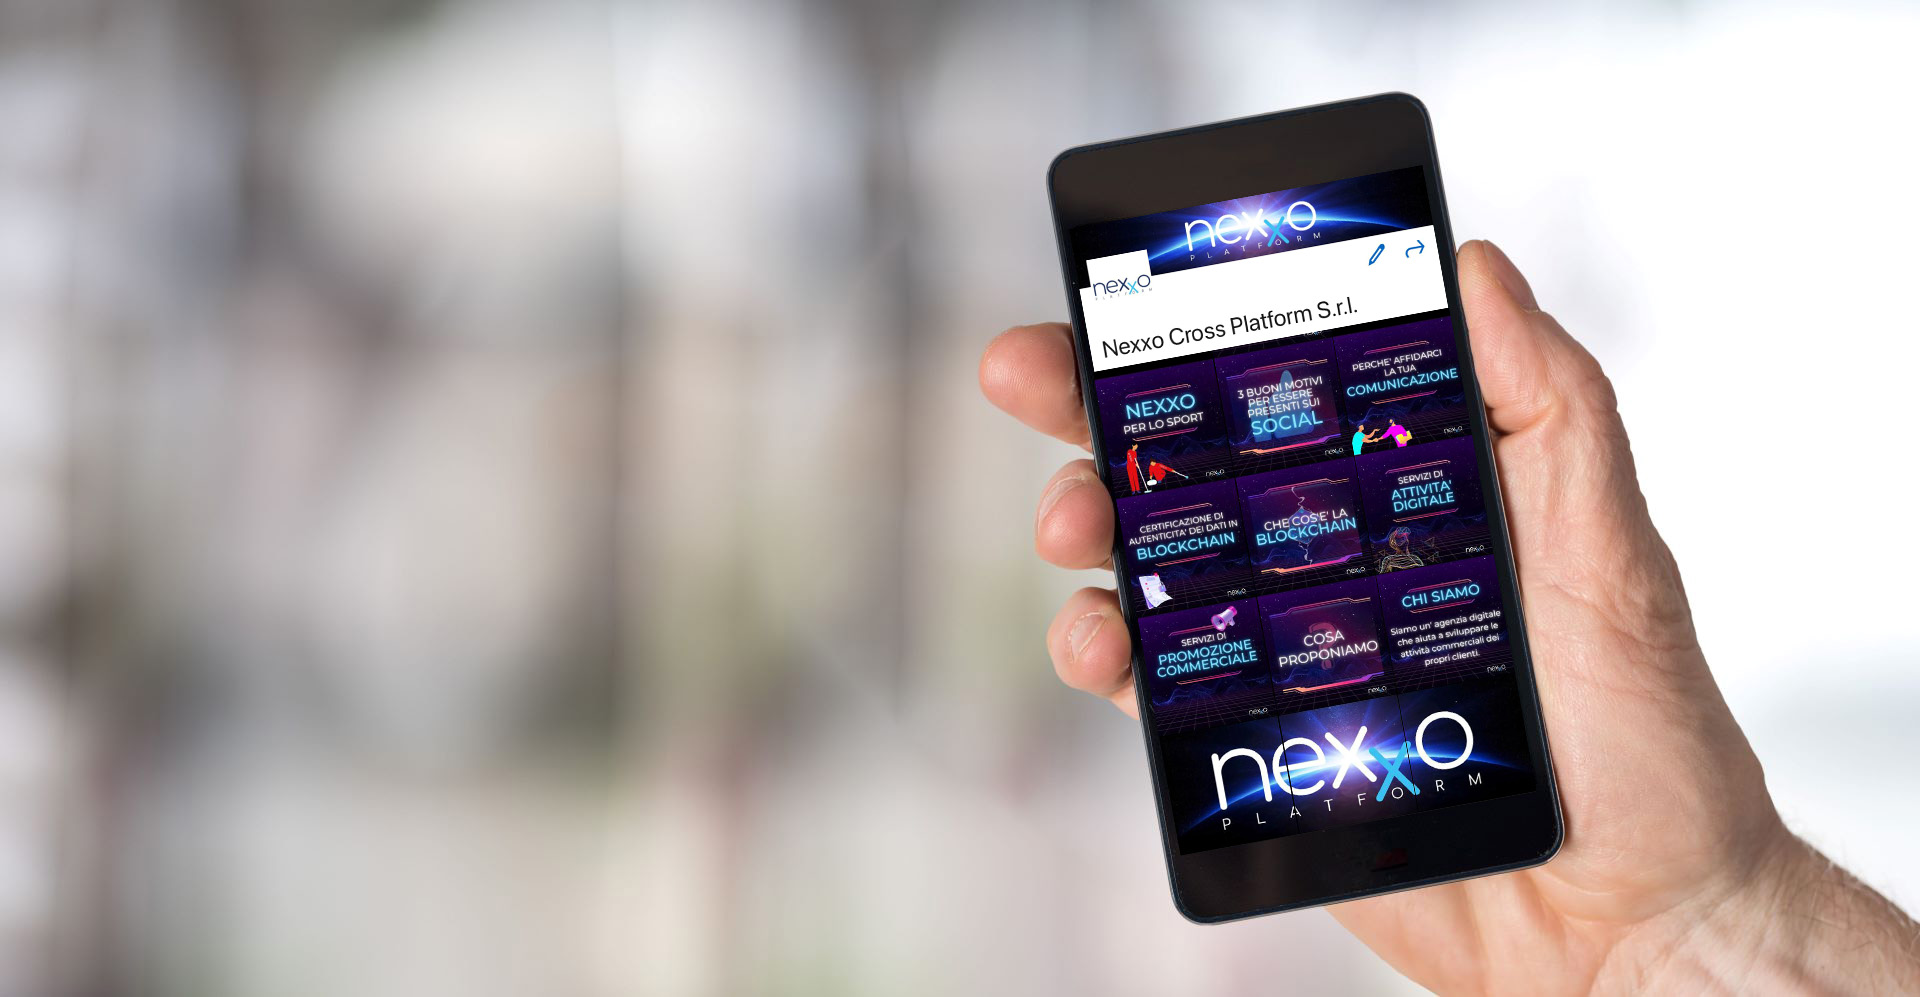 nexxo
PLATFORM
nexxo
PLATFORM
Nexxo Cross Platform S.r.l.
NEXXO
PER LO SPORT
nexxo
3 BUONI MOTIVI
PER ESSERE
PRESENTI SUI
SOCIAL
nexxo
PERCHE' AFFIDARCI
LA TUA
COMUNICAZIONE
nexxo
CERTIFICAZIONE DI
AUTENTICITA' DEI DATI IN
BLOCKCHAIN
nexxo
CHE COS'E' LA
BLOCKCHAIN
nexxo
SERVIZI DI
ATTIVITA'
DIGITALE
nexxo
SERVIZI DI
PROMOZIONE
COMMERCIALE
nexxo
COSA
PROPONIAMO
nexxo
CHI SIAMO
Siamo un' agenzia digitale
che aiuta a sviluppare le
attività commerciali dei
propri clienti.
nexxo
nexxo
PLATFORM